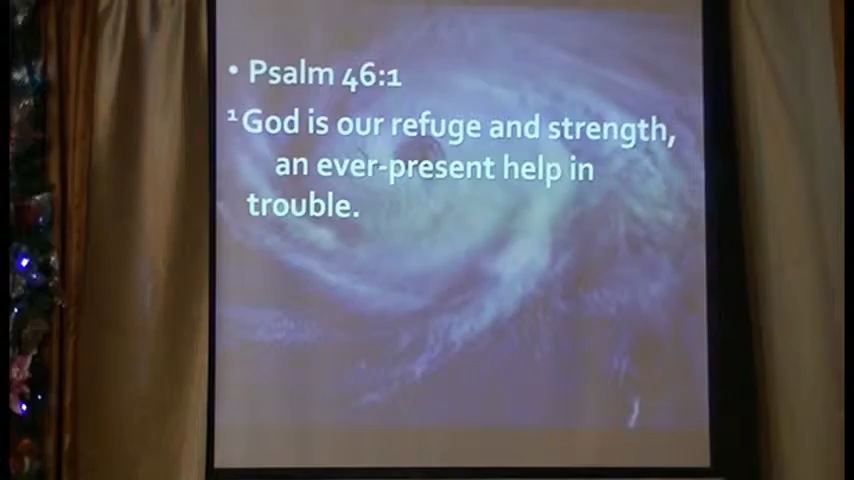 • Psalm 46:1
¹God is our refuge and strength,
an ever-present help in
trouble.